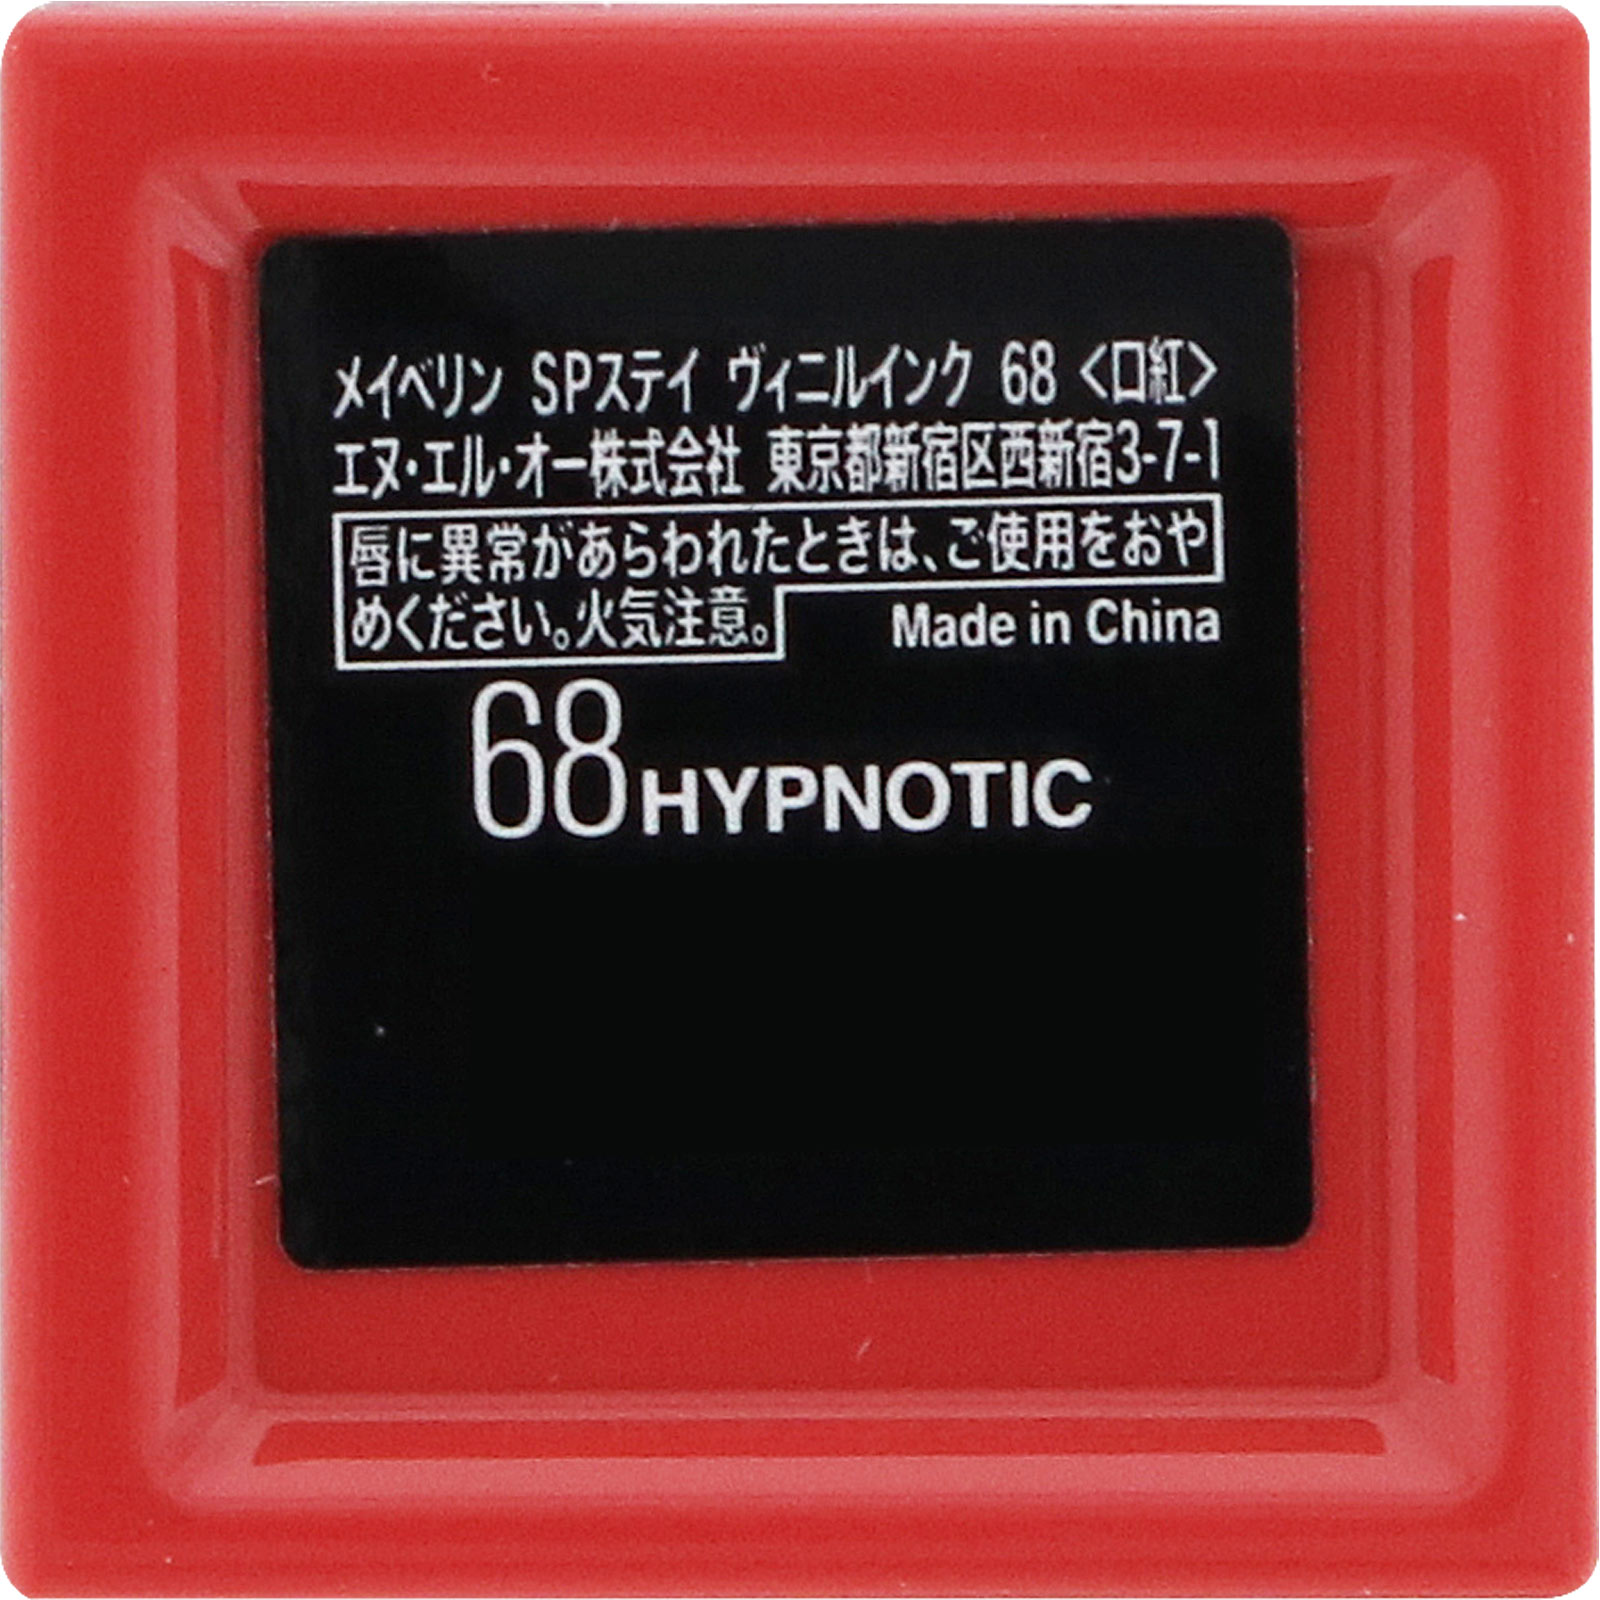 メイベリン SPステイ ヴィニルインク 68 <口紅>
エヌ・エル・オー株式会社 東京都新宿区西新宿3-7-1
唇に異常があらわれたときは、ご使用をおや
めください。火気注意。 Made in China
68 HYPNOTIC